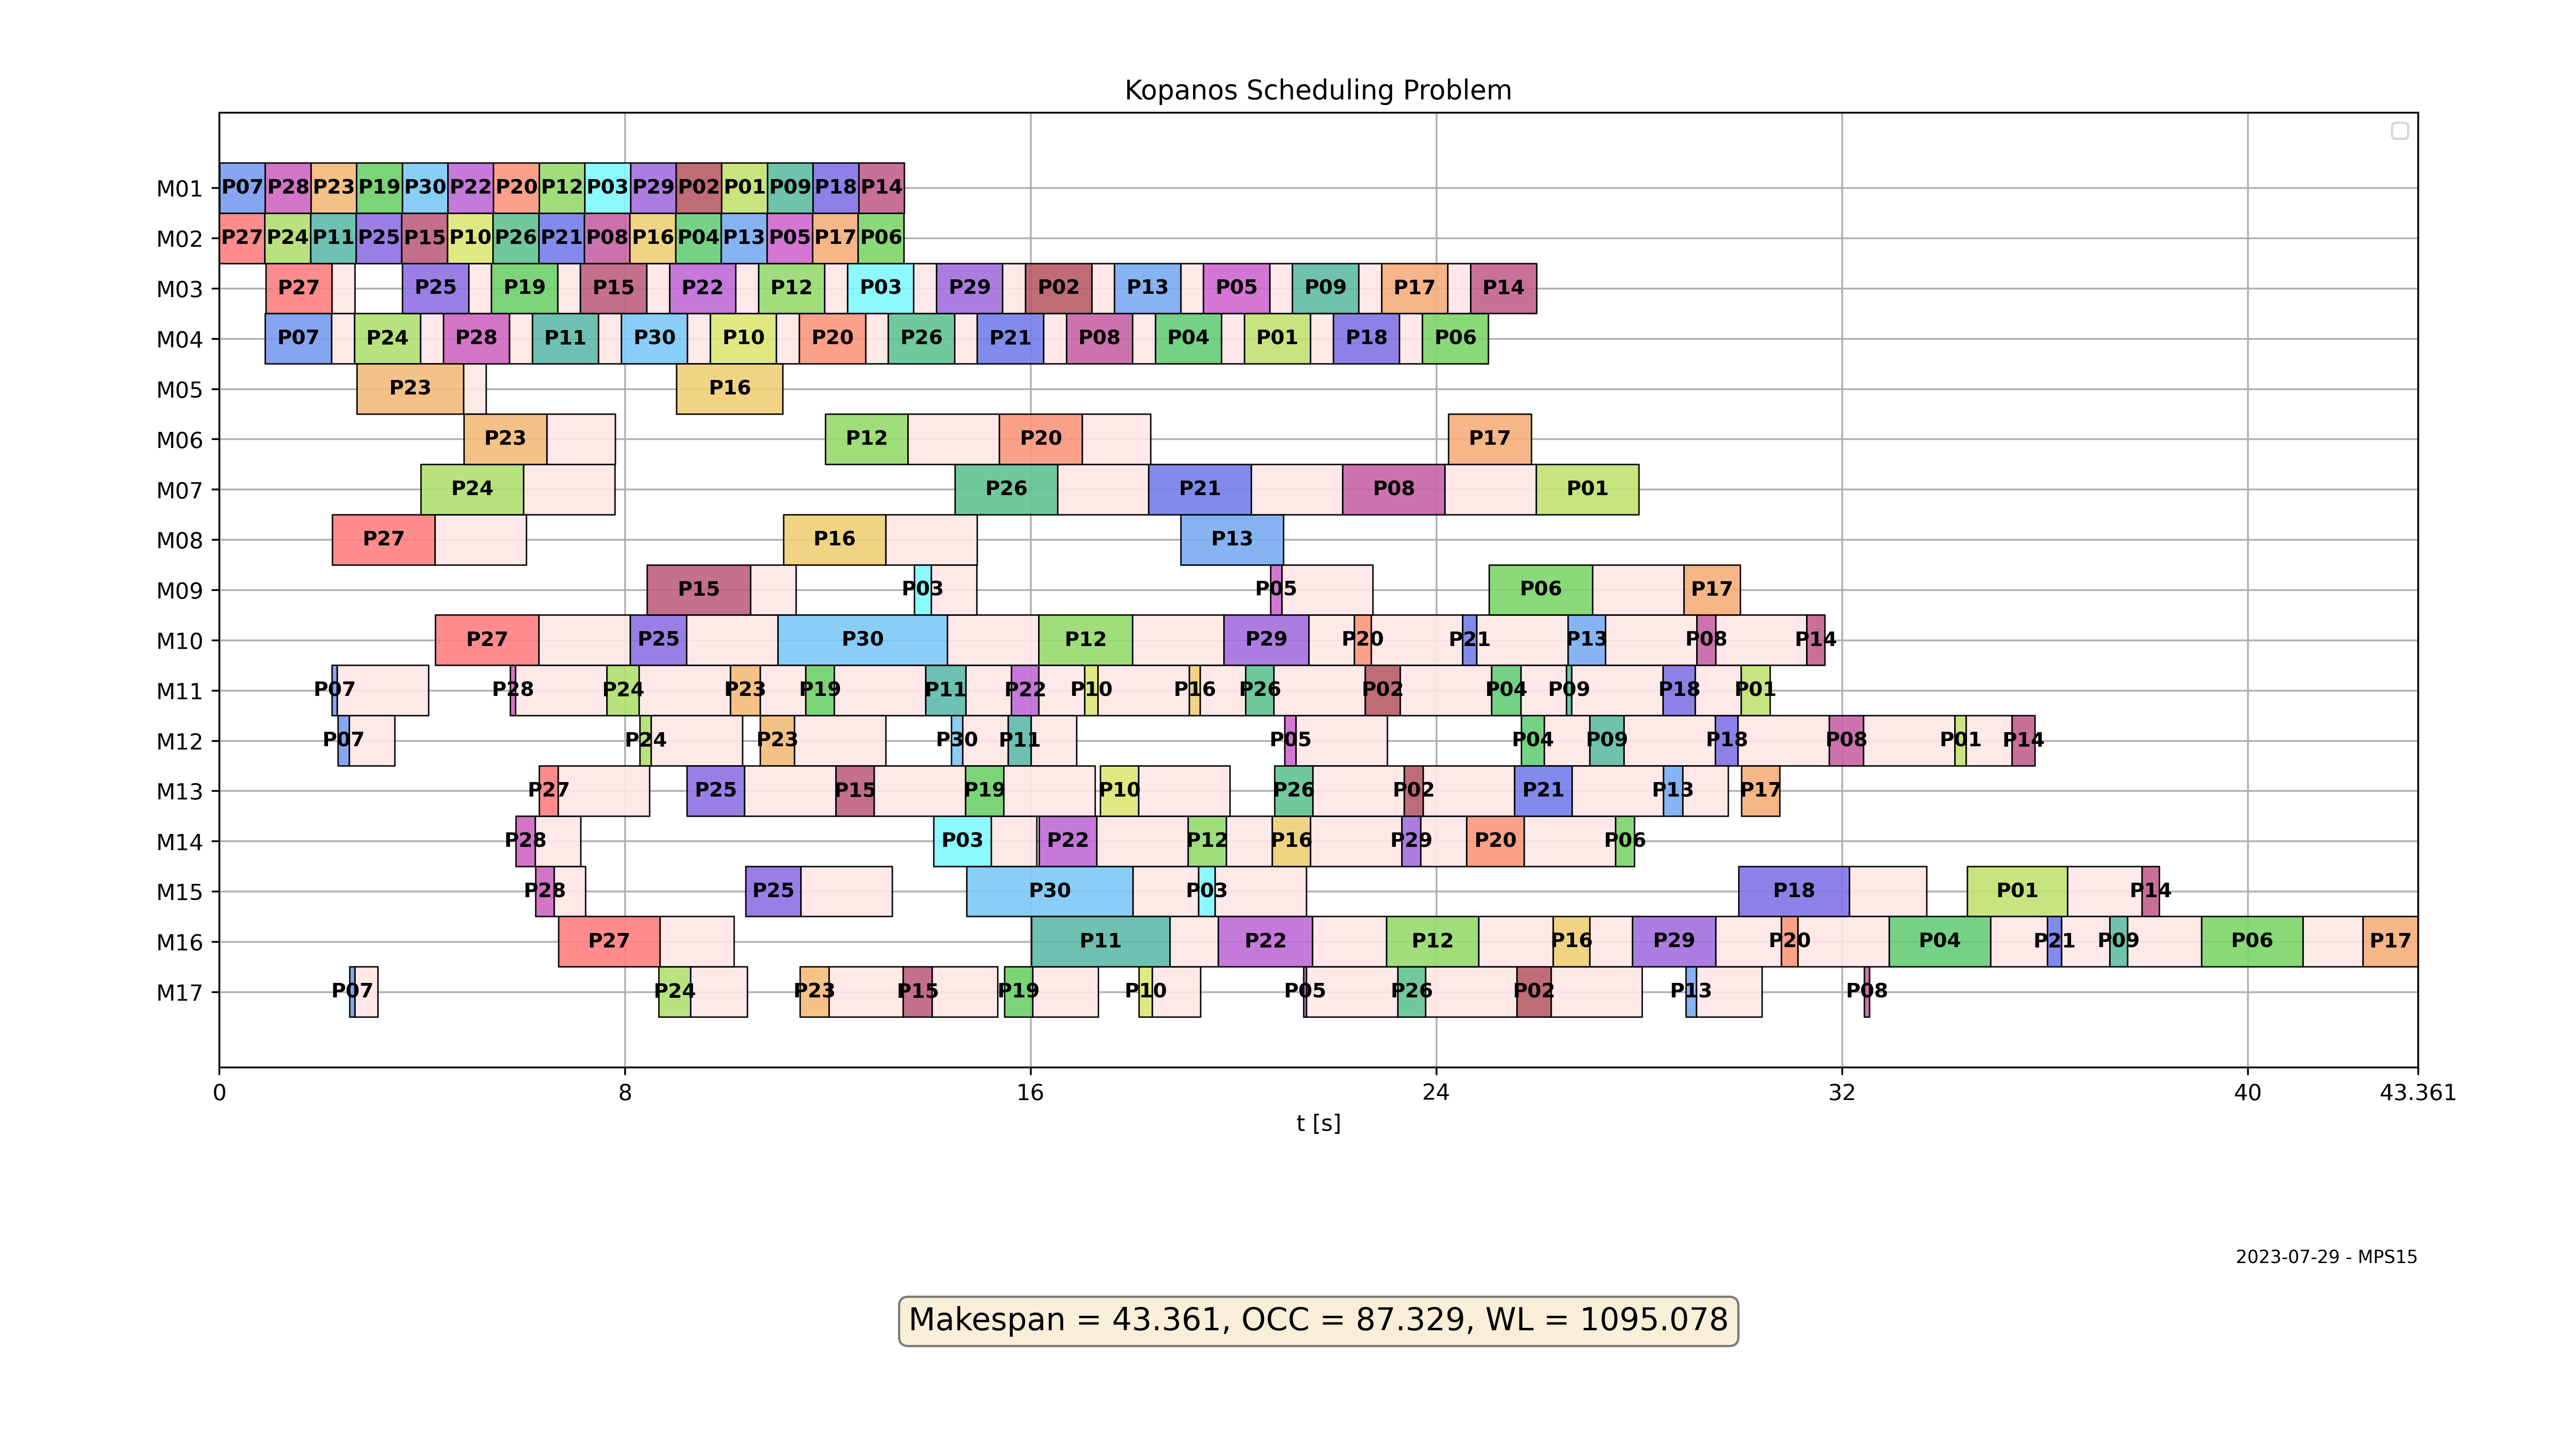 Kopanos Scheduling Problem
M01 P07 P28 P23 P19 P30 P22 P20 P12 P03 P29 P02 P01 P09 P18 P14
M02 P27 P24 P11 P25 P15 P10 P26 P21 P08 P16 P04 P13 P05 P17 P06
M03 P27 P25 P19 P15 P22 P12 P03 P29 P02 P13 P05 P09 P17 P14
M04 P07 P24 P28 P11 P30 P10 P20 P26 P21 P08 P04 P01 P18 P06
M05 P23 P16
M06 P23 P12 P20 P17
M07 P24 P26 P21 P08 P01
M08 P27 P16 P13
M09 P15 P03 P05 P06 P17
M10 P27 P25 P30 P12 P29 P20 P21 P13 P08 P14
M11 P07 P28 P24 P23 P19 P11 P22 P10 P16 P26 P02 P04 P09 P18 P01
M12 P07 P24 P23 P30 P11 P05 P04 P09 P18 P08 P01 P14
M13 P27 P25 P15 P19 P10 P26 P02 P21 P13 P17
M14 P28 P03 P22 P12 P16 P29 P20 P06
M15 P28 P25 P30 P03 P18 P01 P14
M16 P27 P11 P22 P12 P16 P29 P20 P04 P21 P09 P06 P17
M17 P07 P24 P23 P15 P19 P10 P05 P26 P02 P13 P08
0 8 16 24 32 40 43.361
t [s]
2023-07-29 - MPS15
Makespan = 43.361, OCC = 87.329, WL = 1095.078